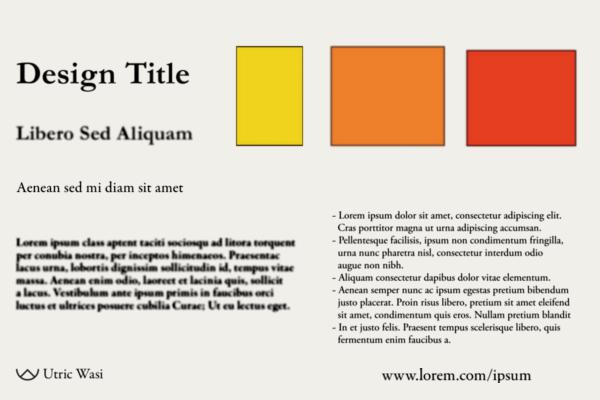 Design Title
Libero Sed Aliquam
Aenean sed mi diam sit amet
Lorem ipsum class aptent taciti sociosqu ad litora torquent
per conubia nostra, per inceptos himenaeos. Praesentac
lacus urna, lobortis dignissim sollicitudin id, tempus vitae
massa. Aenean enim odio, laoreet et lacinia quis, sollicit
a lacus. Vestibulum ante ipsum primis in faucibus orci
luctus et ultrices posuere cubilia Curae; Ut eu lectus eget.
- Lorem ipsum dolor sit amet, consectetur adipiscing elit.
Cras porttitor magna ut urna adipiscing accumsan.
- Pellentesque facilisis, ipsum non condimentum fringilla,
urna nunc pharetra nisl, consectetur interdum odio
augue non nibh.
- Aliquam consectetur dapibus dolor vitae elementum.
- Aenean semper nunc ac ipsum egestas pretium bibendum
justo placerat. Proin risus libero, pretium sit amet eleifend
sit amet, condimentum quis eros. Nullam pretium blandit
- In et justo felis. Praesent tempus scelerisque libero, quis
fermentum enim faucibus a.
Utric Wasi
www.lorem.com/ipsum